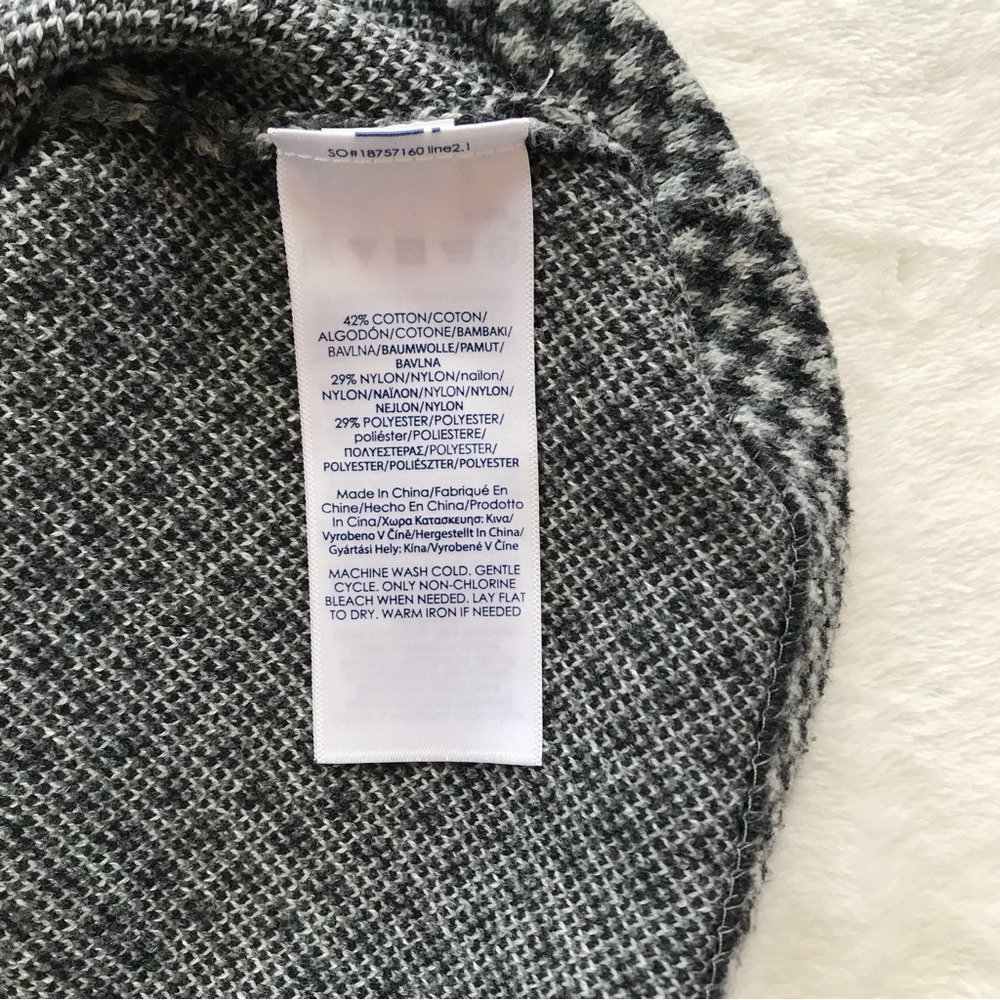 SO#18757160 line2.1
42% COTTON/COTON/
ALGODÓN/COTONE/ΒΑΜΒΑΚΙ/
BAVLNA/BAUMWOLLE/PAMUT/
BAVLNA
29% NYLON/NYLON/nailon/
NYLON/ΝΑΪΛΟΝ/NYLON/NYLON/
NEJLON/NYLON
29% POLYESTER/POLYESTER/
poliéster/POLIESTERE/
ΠΟΛΥΕΣΤΕΡΑΣ/POLYESTER/
POLYESTER/POLIÉSZTER/POLYESTER
Made In China/Fabriqué En
Chine/Hecho En China/Prodotto
In Cina/Χωρα Κατασκευησ: Κινα/
Vyrobeno V Číně/Hergestellt In China/
Gyártási Hely: Kína/Vyrobené V Číne
MACHINE WASH COLD. GENTLE
CYCLE. ONLY NON-CHLORINE
BLEACH WHEN NEEDED. LAY FLAT
TO DRY. WARM IRON IF NEEDED